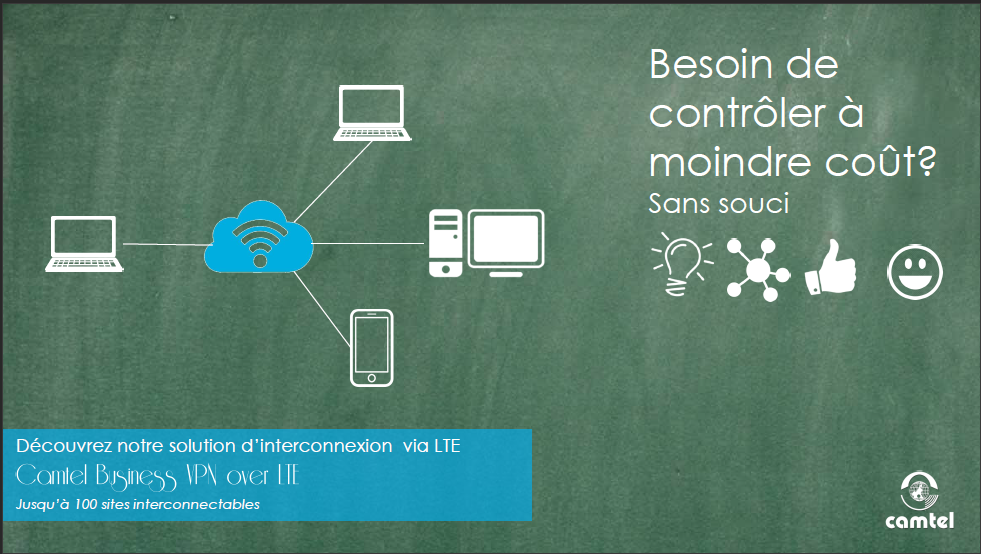 Besoin de
contrôler à
moindre coût?
Sans souci
Découvrez notre solution d'interconnexion via LTE
Camtel Business VPN over LTE
Jusqu'à 100 sites interconnectables
camtel